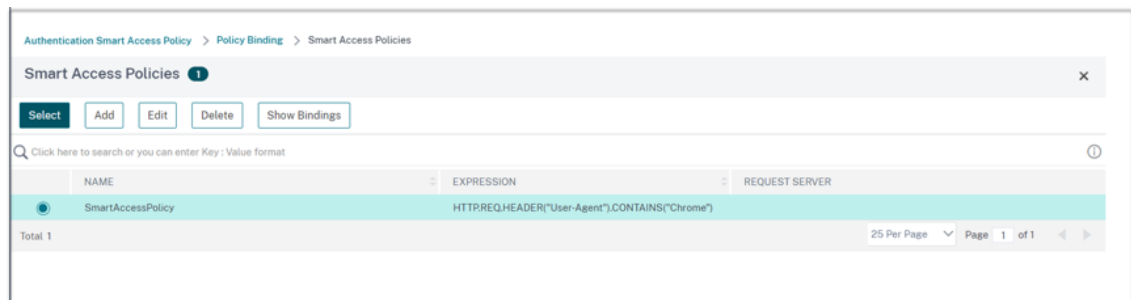 Authentication Smart Access Policy > Policy Binding > Smart Access Policies
Smart Access Policies 1
Select Add Edit Delete Show Bindings
Click here to search or you can enter Key : Value format
NAME EXPRESSION REQUEST SERVER
SmartAccessPolicy HTTP.REQ.HEADER("User-Agent").CONTAINS("Chrome")
Total 1 25 Per Page Page 1 of 1